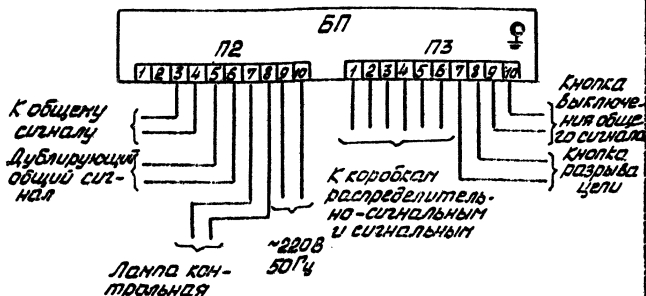 БП
П2 П3
1 2 3 4 5 6 7 8 9 10 1 2 3 4 5 6 7 8 9 10
К общему
сигналу
Дублирующий
общий сиг-
нал
Лампа кон-
трольная
~220В
50Гц
К коробкам
распределитель-
но-сигнальным
и сигнальным
Кнопка
выключе-
ния обще-
го сигнала
Кнопка
разрыва
цепи